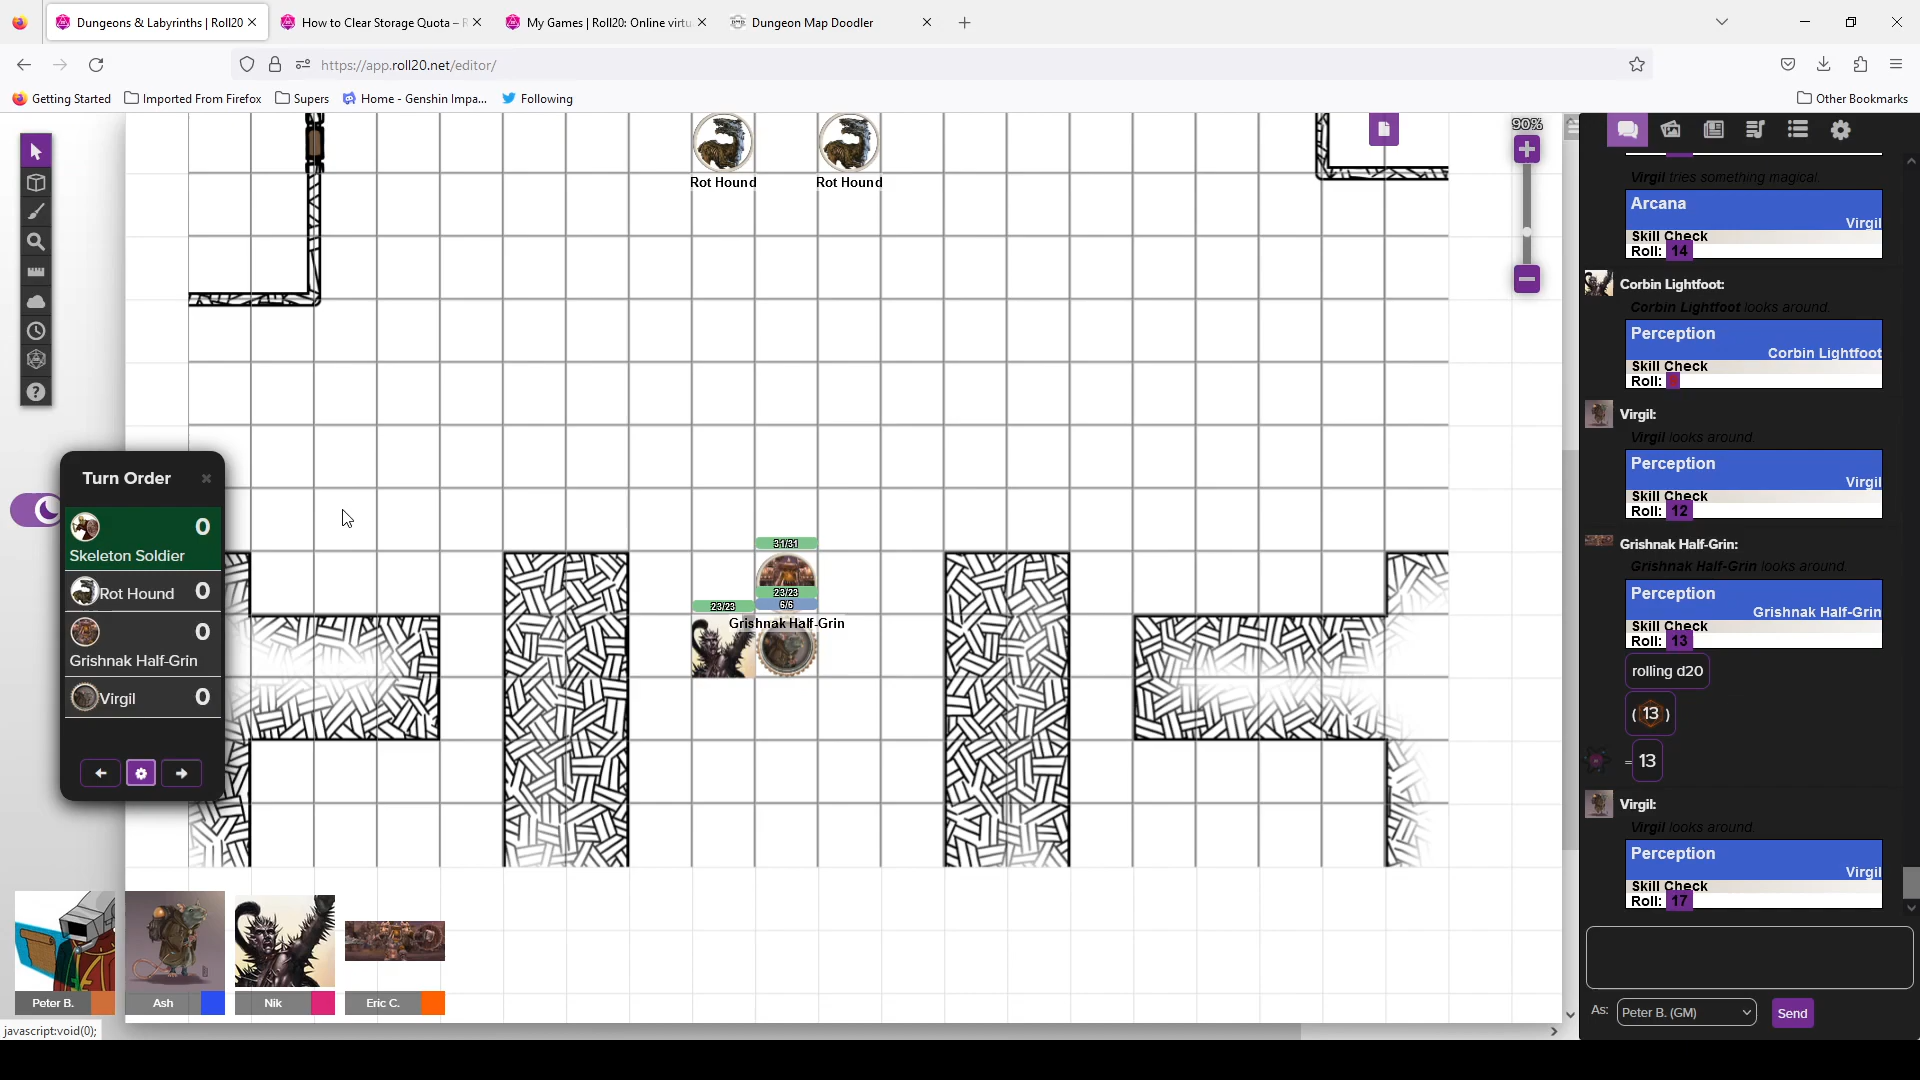 Dungeons & Labyrinths | Roll20
How to Clear Storage Quota – R
My Games | Roll20: Online virtu
Dungeon Map Doodler
https://app.roll20.net/editor/
Getting Started
Imported From Firefox
Supers
Home - Genshin Impa...
Following
Other Bookmarks
90%
Rot Hound
Rot Hound
Turn Order
0
Skeleton Soldier
Rot Hound 0
0
Grishnak Half-Grin
Virgil 0
31/31
23/23
6/6
23/23
Grishnak Half-Grin
Peter B.
Ash
Nik
Eric C.
javascript:void(0);
Virgil tries something magical!
Arcana
Virgil
Skill Check
Roll: 14
Corbin Lightfoot:
Corbin Lightfoot looks around.
Perception
Corbin Lightfoot
Skill Check
Roll:
Virgil:
Virgil looks around.
Perception
Virgil
Skill Check
Roll: 12
Grishnak Half-Grin:
Grishnak Half-Grin looks around.
Perception
Grishnak Half-Grin
Skill Check
Roll: 13
rolling d20
(13)
=13
Virgil:
Virgil looks around.
Perception
Virgil
Skill Check
Roll: 17
As: Peter B. (GM)
Send